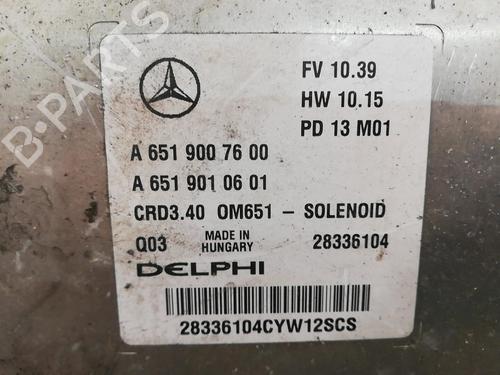 B-PARTS
FV 10.39
HW 10.15
PD 13 M01
A 651 900 76 00
A 651 901 06 01
CRD3.40 OM651 – SOLENOID
Q03 MADE IN HUNGARY 28336104
DELPHI
28336104CYW12SCS